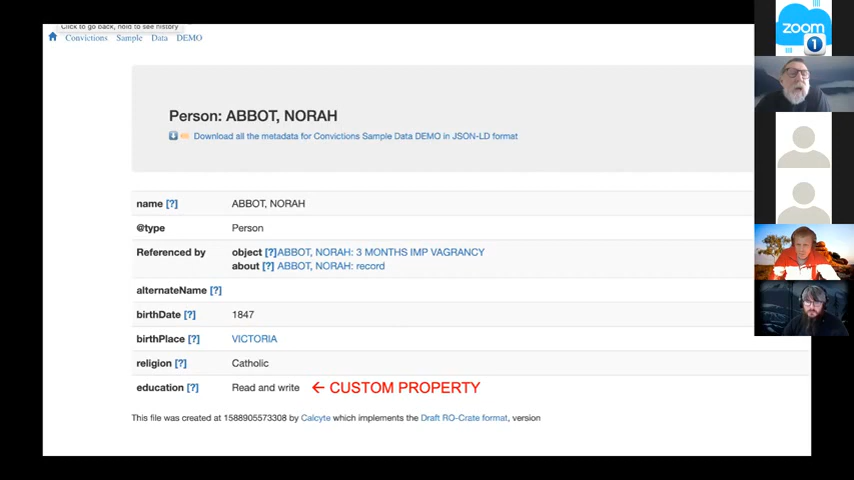 Click to go back, hold to see history
Convictions Sample Data DEMO
zoom
1
Person: ABBOT, NORAH
Download all the metadata for Convictions Sample Data DEMO in JSON-LD format
name [?] ABBOT, NORAH
@type Person
Referenced by object [?]ABBOT, NORAH: 3 MONTHS IMP VAGRANCY
about [?] ABBOT, NORAH: record
alternateName [?]
birthDate [?] 1847
birthPlace [?] VICTORIA
religion [?] Catholic
education [?] Read and write ← CUSTOM PROPERTY
This file was created at 1588905573308 by Calcyte which implements the Draft RO-Crate format, version